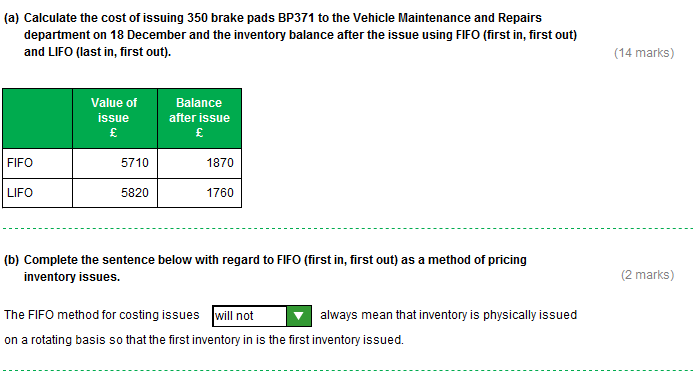 (a) Calculate the cost of issuing 350 brake pads BP371 to the Vehicle Maintenance and Repairs
department on 18 December and the inventory balance after the issue using FIFO (first in, first out)
and LIFO (last in, first out).
(14 marks)
Value of issue £ Balance after issue £
FIFO 5710 1870
LIFO 5820 1760
(b) Complete the sentence below with regard to FIFO (first in, first out) as a method of pricing
inventory issues.
(2 marks)
The FIFO method for costing issues will not always mean that inventory is physically issued
on a rotating basis so that the first inventory in is the first inventory issued.